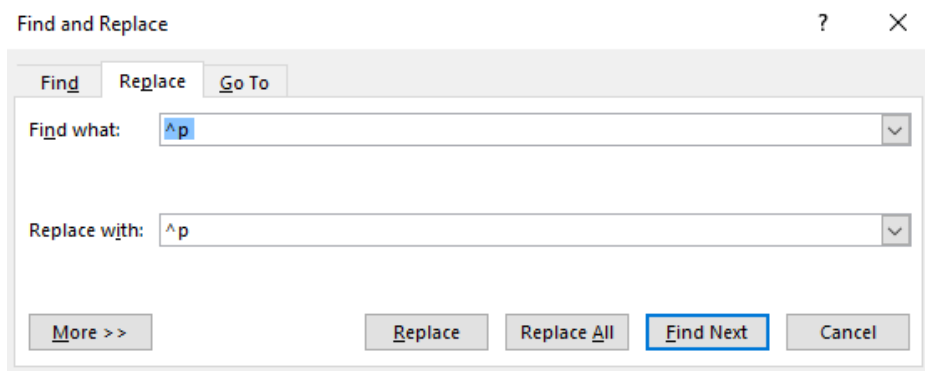 Find and Replace ?
Find Replace Go To
Find what: ^p
Replace with: ^p
More >> Replace Replace All Find Next Cancel